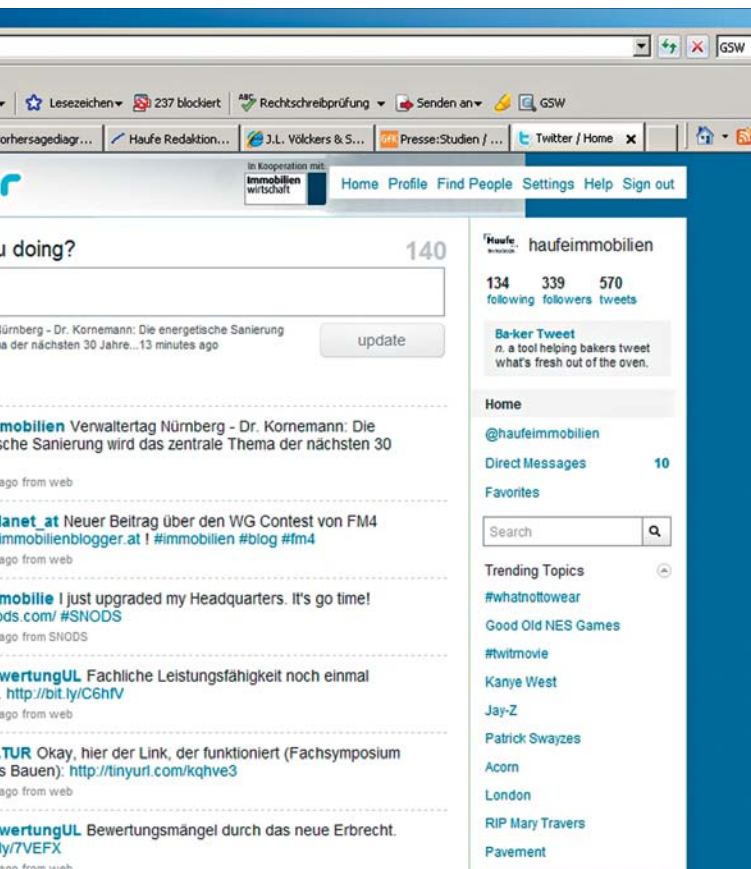 GSW
Lesezeichen
237 blockiert
Rechtschreibprüfung
Senden an
GSW
orhersagediagr...
Haufe Redaktion...
J.L. Völckers & S...
Presse:Studien / ...
Twitter / Home
In Kooperation mit:
Immobilien
wirtschaft
Home Profile Find People Settings Help Sign out
r
u doing?
140
ürnberg - Dr. Kornemann: Die energetische Sanierung
a der nächsten 30 Jahre...13 minutes ago
update
mobilien Verwaltertag Nürnberg - Dr. Kornemann: Die
sche Sanierung wird das zentrale Thema der nächsten 30
ago from web
lanet_at Neuer Beitrag über den WG Contest von FM4
immobilienblogger.at ! #immobilien #blog #fm4
ago from web
mobilie I just upgraded my Headquarters. It's go time!
ods.com/ #SNODS
ago from SNODS
wertungUL Fachliche Leistungsfähigkeit noch einmal
. http://bit.ly/C6hfV
ago from web
TUR Okay, hier der Link, der funktioniert (Fachsymposium
s Bauen): http://tinyurl.com/kqhve3
ago from web
wertungUL Bewertungsmängel durch das neue Erbrecht.
ly/7VEFX
ago from web
Haufe
haufeimmobilien
134 339 570
following followers tweets
Ba-ker Tweet
n. a tool helping bakers tweet
what's fresh out of the oven.
Home
@haufeimmobilien
Direct Messages 10
Favorites
Search
Trending Topics
#whatnottowear
Good Old NES Games
#twitmovie
Kanye West
Jay-Z
Patrick Swayzes
Acorn
London
RIP Mary Travers
Pavement